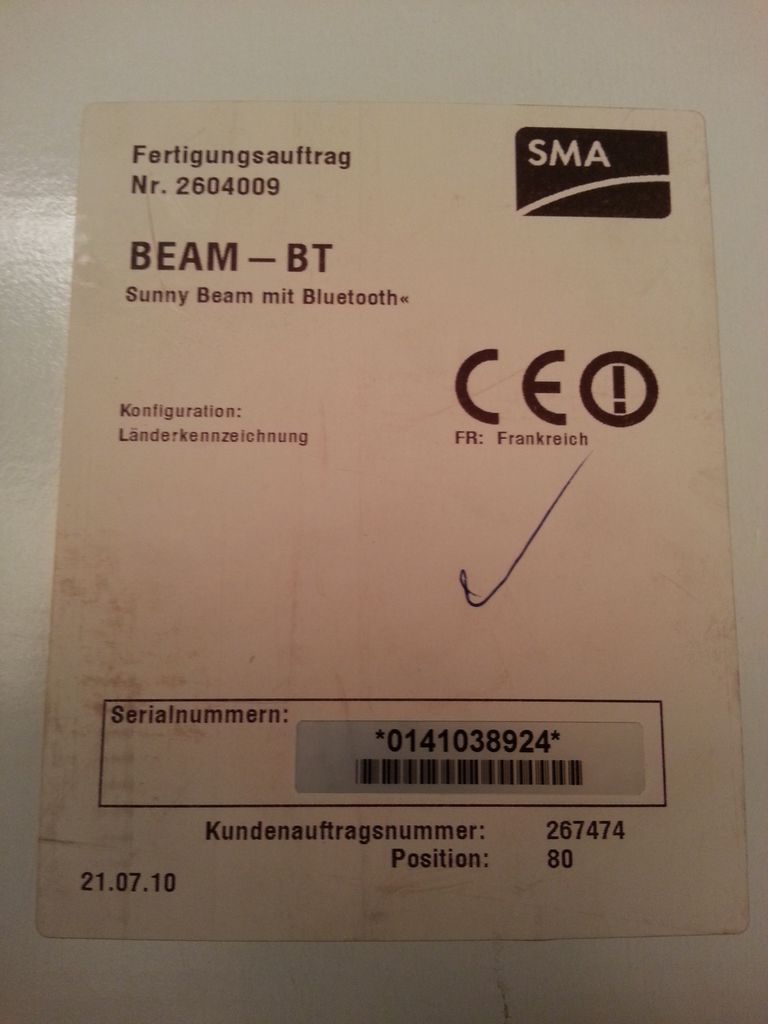 Fertigungsauftrag
Nr. 2604009
SMA
BEAM – BT
Sunny Beam mit Bluetooth«
CE
Konfiguration:
Länderkennzeichnung
FR: Frankreich
Serialnummern:
*0141038924*
Kundenauftragsnummer: 267474
Position: 80
21.07.10